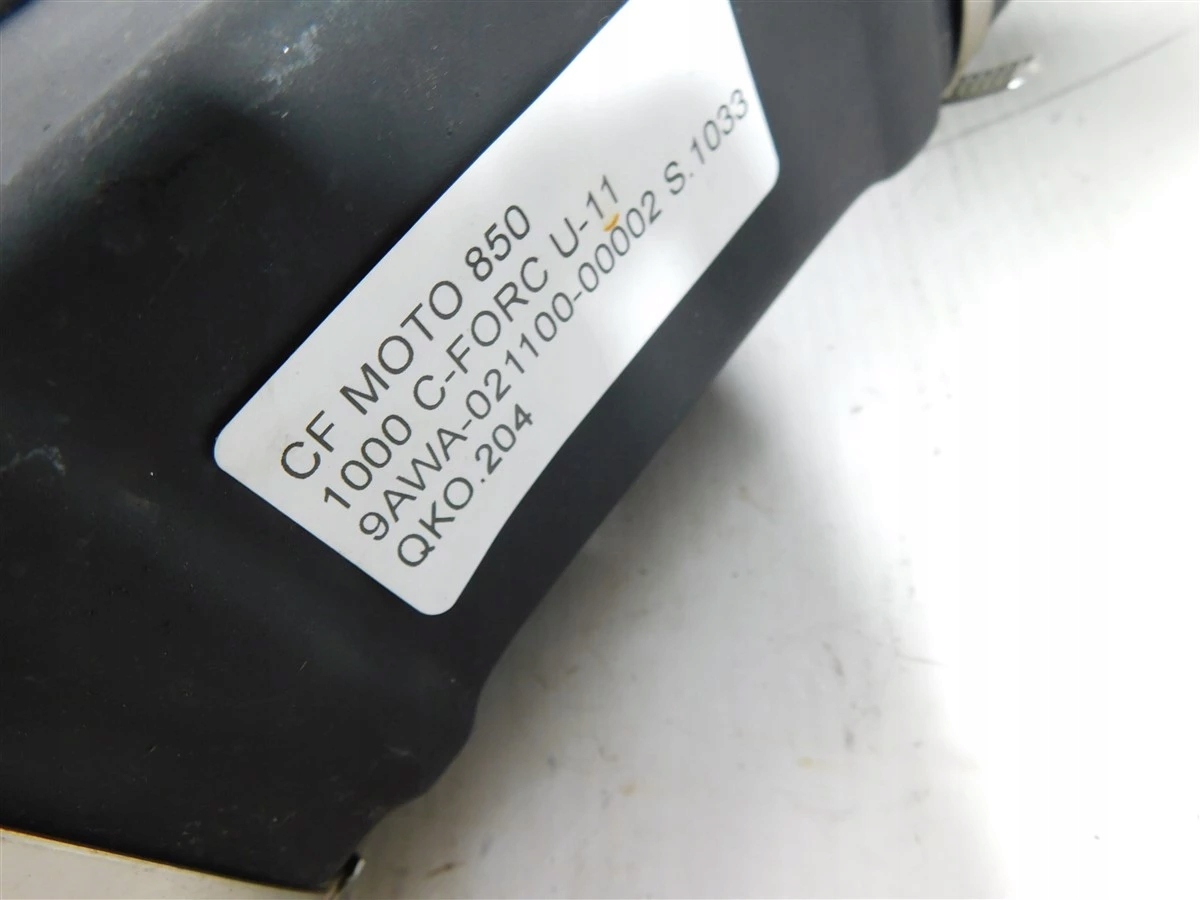 CF MOTO 850
1000 C-FORC U-11
9AWA-021100-00002 S.1033
QKO.204